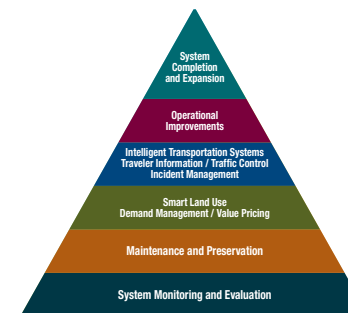 System
Completion
and Expansion
Operational
Improvements
Intelligent Transportation Systems
Traveler Information / Traffic Control
Incident Management
Smart Land Use
Demand Management / Value Pricing
Maintenance and Preservation
System Monitoring and Evaluation